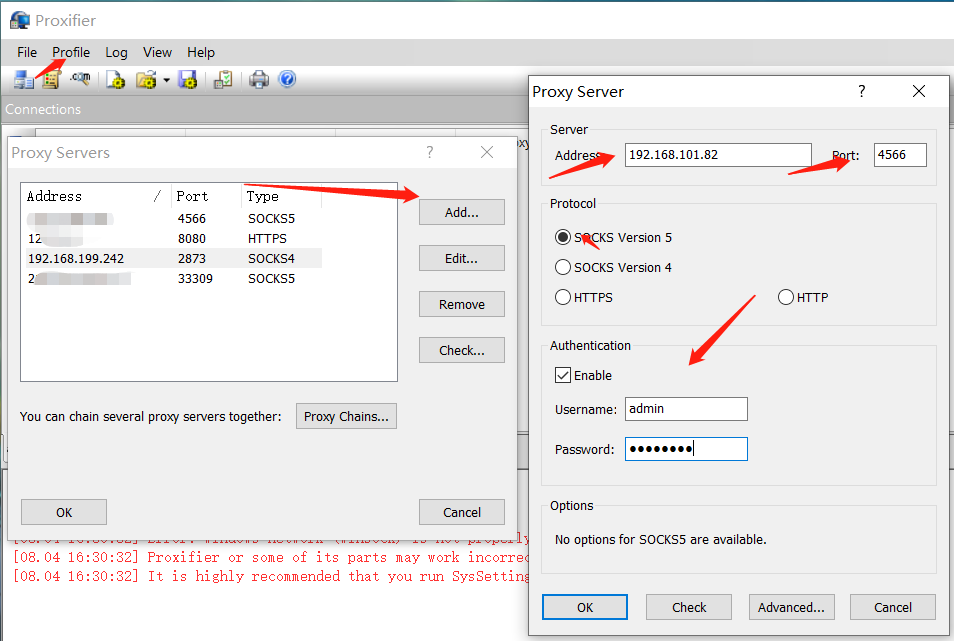 Proxifier
File Profile Log View Help
Connections
Proxy Servers
?
Address / Port Type
4566 SOCKS5
12 8080 HTTPS
192.168.199.242 2873 SOCKS4
2 33309 SOCKS5
Add...
Edit...
Remove
Check...
You can chain several proxy servers together: Proxy Chains...
OK Cancel
[08.04 16:30:32] Error: Windows network (Winsock) is not properly
[08.04 16:30:32] Proxifier or some of its parts may work incorrec
[08.04 16:30:32] It is highly recommended that you run SysSetting
Proxy Server
?
Server
Address 192.168.101.82 Port: 4566
Protocol
SOCKS Version 5
SOCKS Version 4
HTTPS HTTP
Authentication
Enable
Username: admin
Password: ●●●●●●●●
Options
No options for SOCKS5 are available.
OK Check Advanced... Cancel